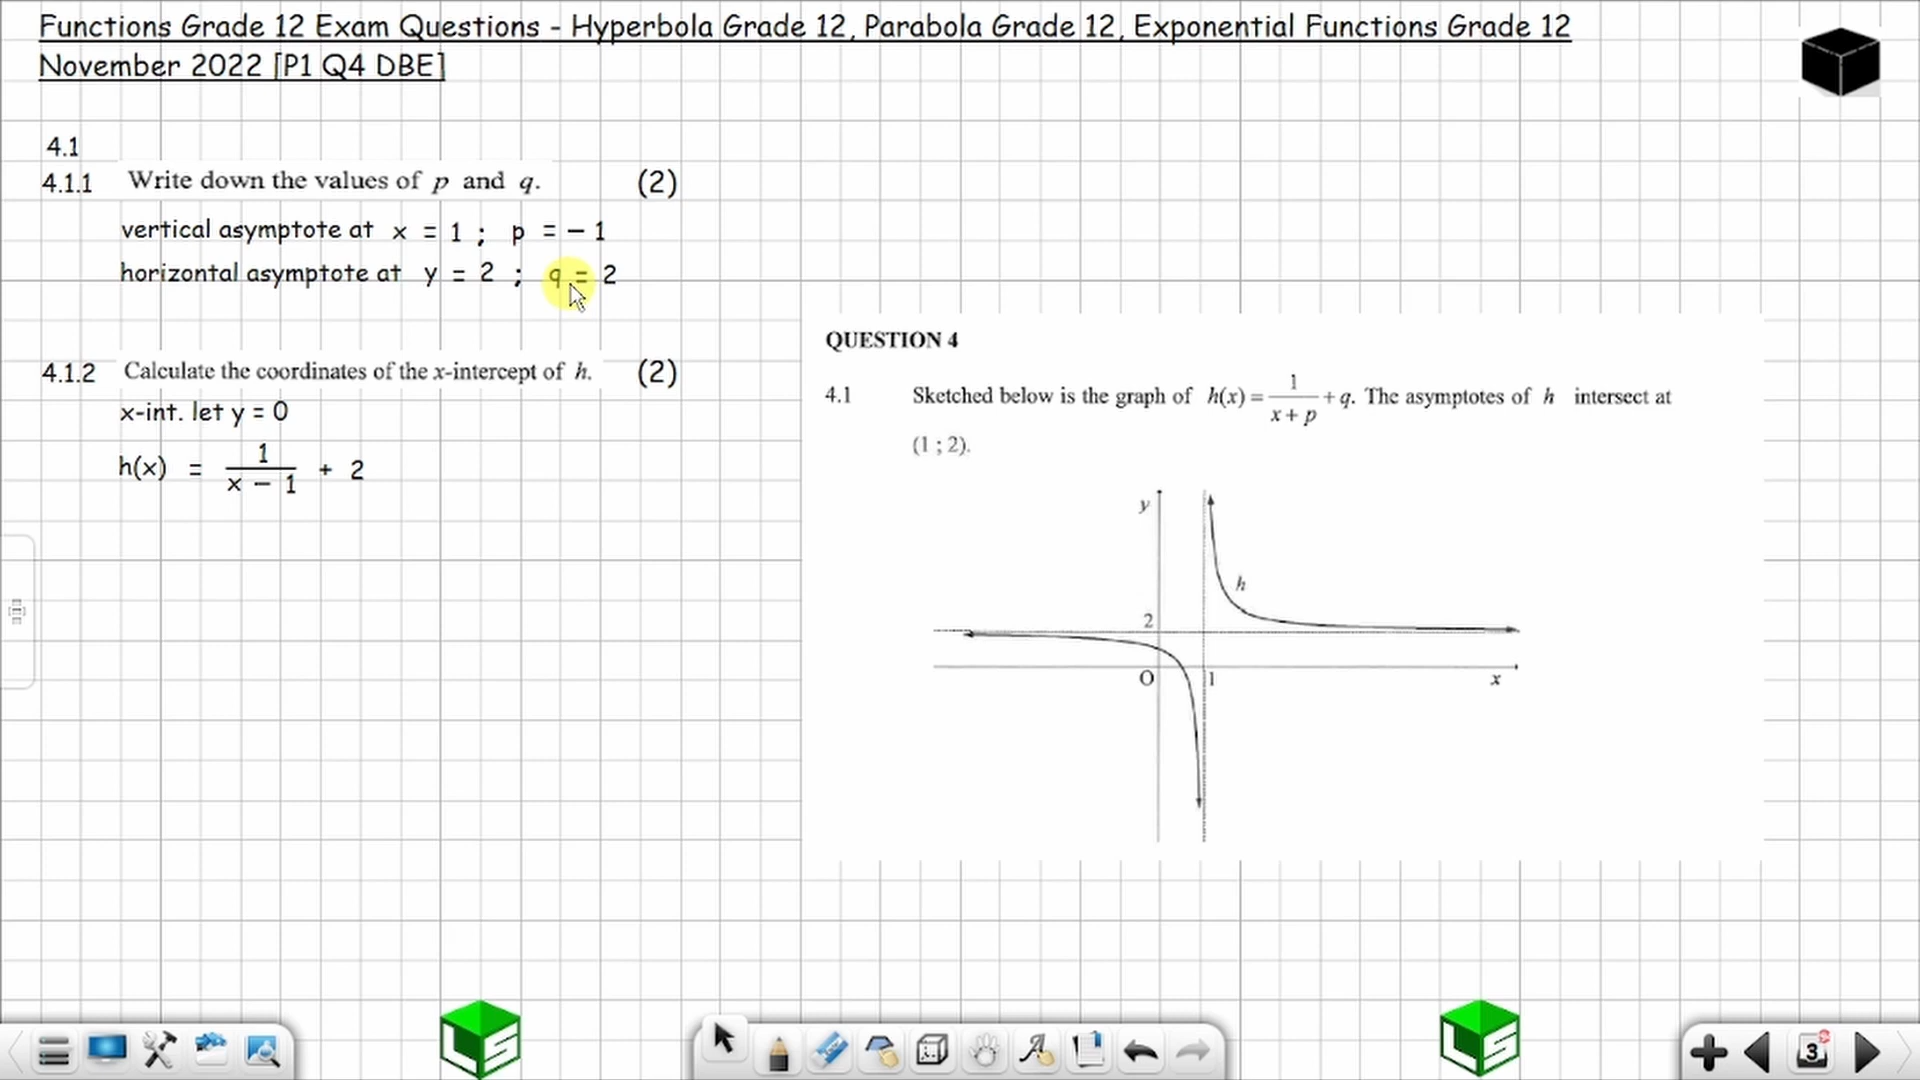 Functions Grade 12 Exam Questions - Hyperbola Grade 12, Parabola Grade 12, Exponential Functions Grade 12
November 2022 [P1 Q4 DBE]
4.1
4.1.1 Write down the values of p and q. (2)
vertical asymptote at x = 1 ; p = – 1
horizontal asymptote at y = 2 ; q = 2
4.1.2 Calculate the coordinates of the x-intercept of h. (2)
x-int. let y = 0
h(x) = 1/(x – 1) + 2
QUESTION 4
4.1 Sketched below is the graph of h(x) = 1/(x + p) + q. The asymptotes of h intersect at
(1 ; 2).
y
h
2
O 1 x
LS
LS
3